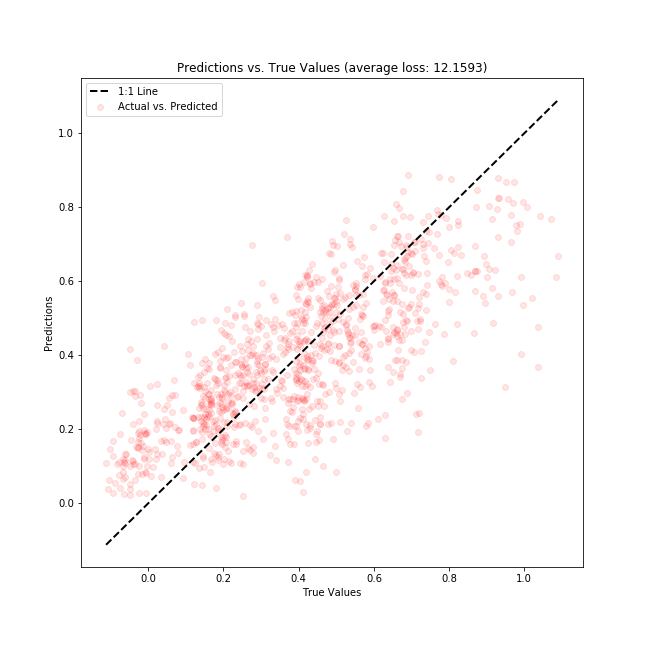 Predictions vs. True Values (average loss: 12.1593)
1:1 Line
Actual vs. Predicted
1.0
0.8
0.6
0.4
0.2
0.0
Predictions
0.0 0.2 0.4 0.6 0.8 1.0
True Values